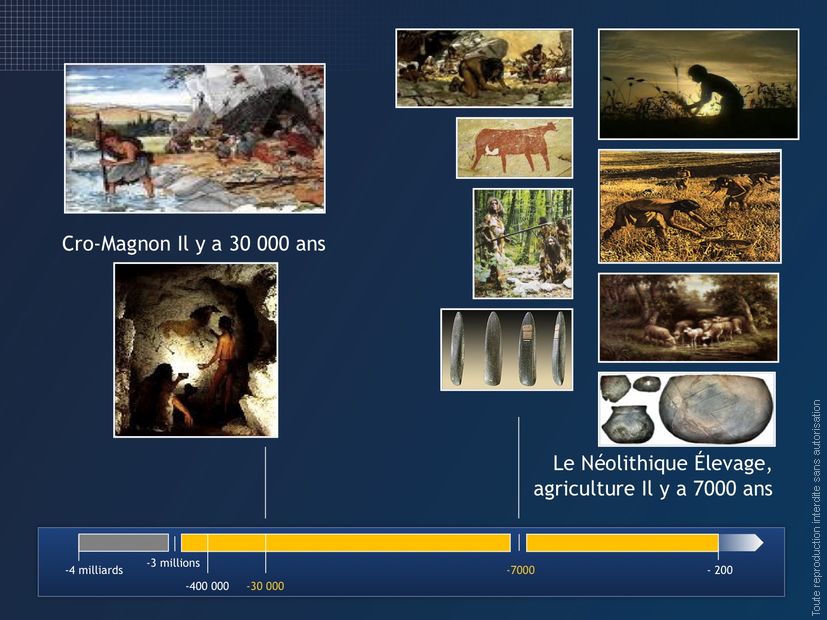 Cro-Magnon Il y a 30 000 ans
Le Néolithique Élevage,
agriculture Il y a 7000 ans
-4 milliards
-3 millions
-400 000
-30 000
-7000
- 200
Toute reproduction interdite sans autorisation